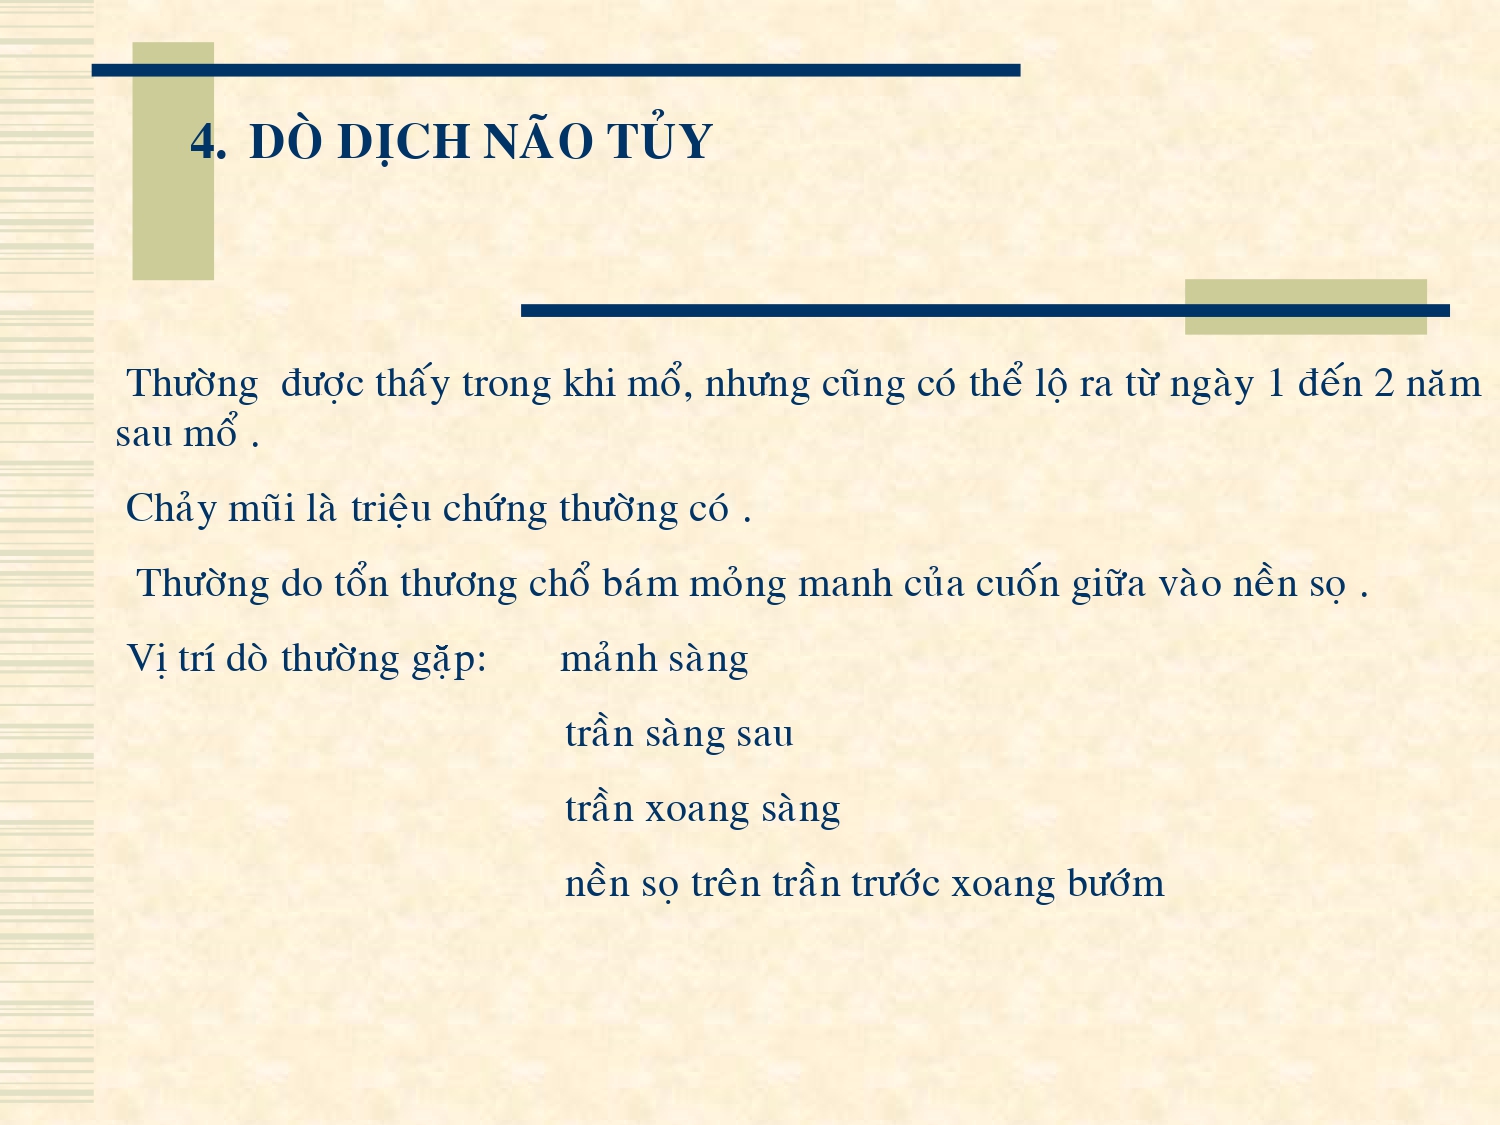 4. DÒ DỊCH NÃO TỦY
Thường được thấy trong khi mổ, nhưng cũng có thể lộ ra từ ngày 1 đến 2 năm
sau mổ .
Chảy mũi là triệu chứng thường có .
Thường do tổn thương chổ bám mỏng manh của cuốn giữa vào nền sọ .
Vị trí dò thường gặp: mảnh sàng
trần sàng sau
trần xoang sàng
nền sọ trên trần trước xoang bướm